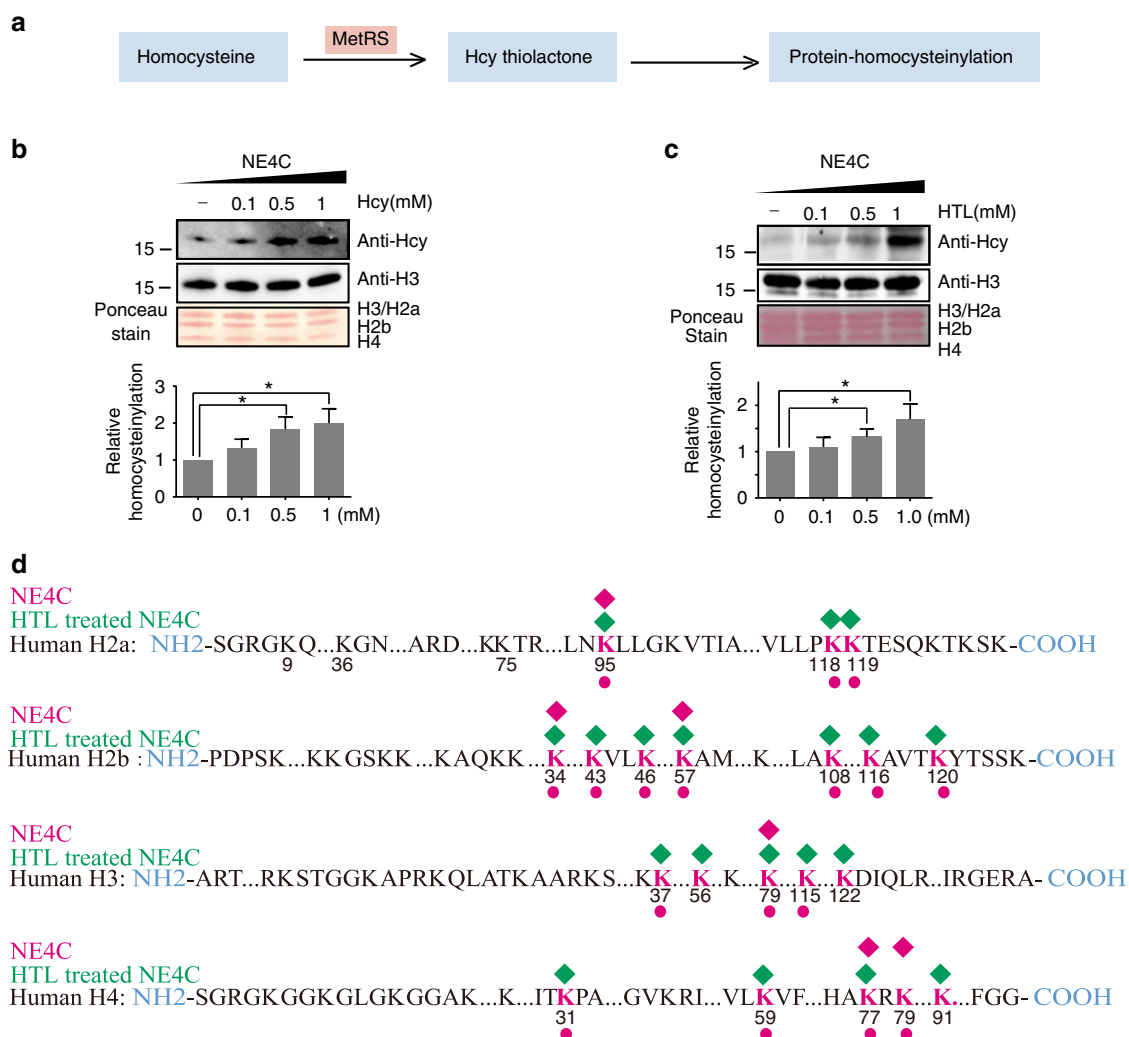 a
MetRS
Homocysteine
Hcy thiolactone
Protein-homocysteinylation
b
NE4C
– 0.1 0.5 1 Hcy(mM)
15 Anti-Hcy
15 Anti-H3
Ponceau stain
H3/H2a
H2b
H4
Relative homocysteinylation
3
2
1
0
* *
0 0.1 0.5 1 (mM)
c
NE4C
– 0.1 0.5 1 HTL(mM)
15 Anti-Hcy
15 Anti-H3
Ponceau Stain
H3/H2a
H2b
H4
Relative homocysteinylation
2
1
0
* *
0 0.1 0.5 1.0 (mM)
d
NE4C
HTL treated NE4C
Human H2a: NH2-SGRGKQ...KGN...ARD...KKTR...LNKLLGKVTIA...VLLPKKTESQKTKSK-COOH
9 36 75 95 118 119
NE4C
HTL treated NE4C
Human H2b : NH2-PDPSK...KKGSKK...KAQKK...K...KVLK...KAM...K...LAK...KAVTKYTSSK-COOH
34 43 46 57 108 116 120
NE4C
HTL treated NE4C
Human H3: NH2-ART...RKSTGGKAPRKQLATKAARKS...KK...K...K...K...K...KDIQLR..IRGERA- COOH
37 56 79 115 122
NE4C
HTL treated NE4C
Human H4: NH2-SGRGKGGKGLGKGGAK...K...ITKPA...GVKRI...VLKVF...HAKRK...K....FGG- COOH
31 59 77 79 91